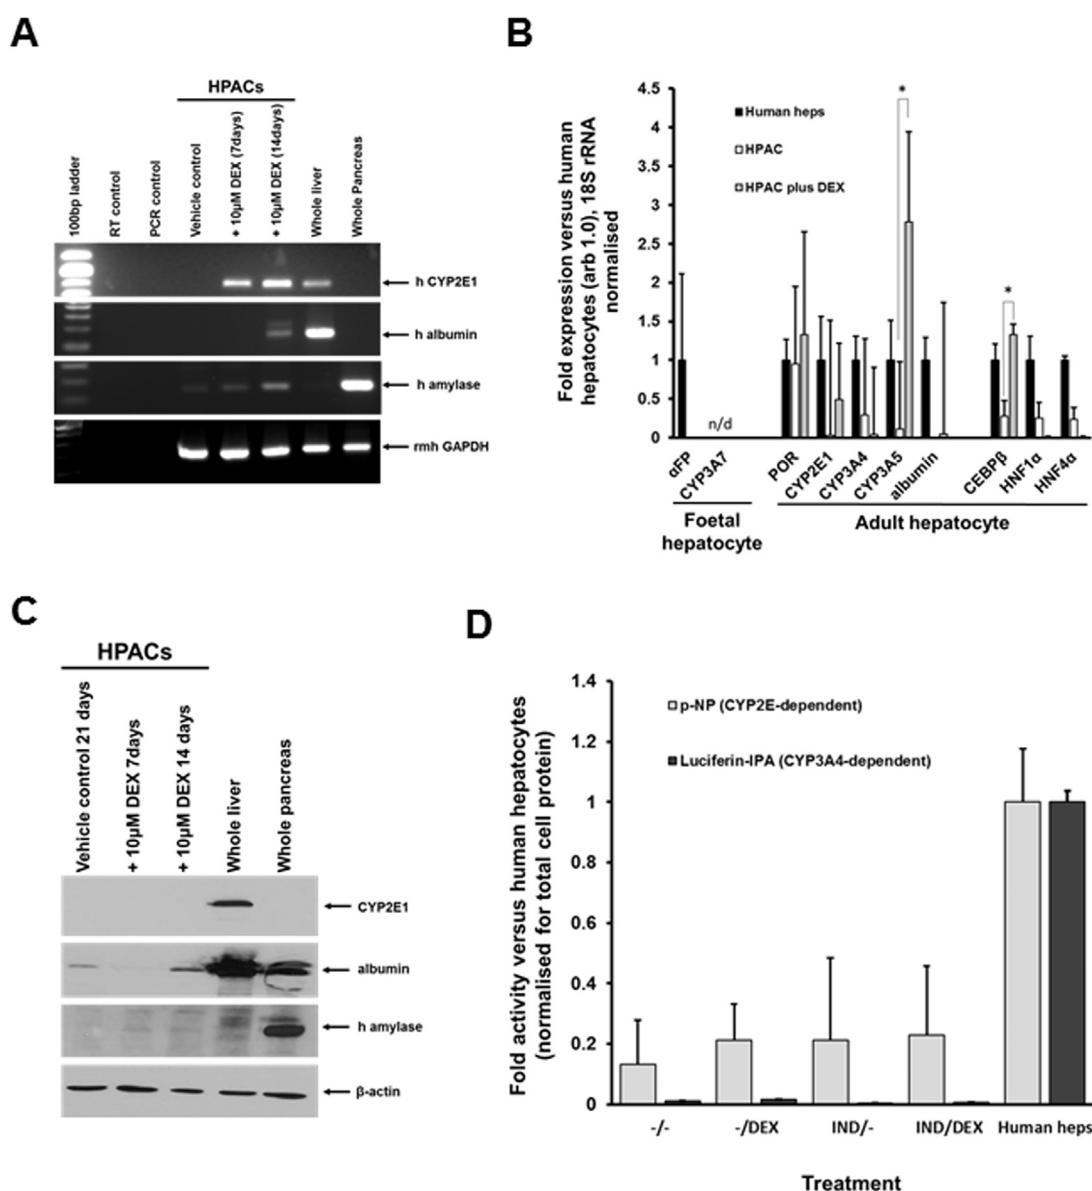 A
HPACs
100bp ladder
RT control
PCR control
Vehicle control
+ 10µM DEX (7days)
+ 10µM DEX (14days)
Whole liver
Whole Pancreas
h CYP2E1
h albumin
h amylase
rmh GAPDH
B
Fold expression versus human
hepatocytes (arb 1.0), 18S rRNA
normalised
4.5
4
3.5
3
2.5
2
1.5
1
0.5
0
Human heps
HPAC
HPAC plus DEX
*
*
n/d
αFP
CYP3A7
POR
CYP2E1
CYP3A4
CYP3A5
albumin
CEBPβ
HNF1α
HNF4α
Foetal
hepatocyte
Adult hepatocyte
C
HPACs
Vehicle control 21 days
+ 10µM DEX 7days
+ 10µM DEX 14 days
Whole liver
Whole pancreas
CYP2E1
albumin
h amylase
β-actin
D
Fold activity versus human hepatocytes
(normalised for total cell protein)
1.4
1.2
1
0.8
0.6
0.4
0.2
0
p-NP (CYP2E-dependent)
Luciferin-IPA (CYP3A4-dependent)
-/-
-/DEX
IND/-
IND/DEX
Human heps
Treatment